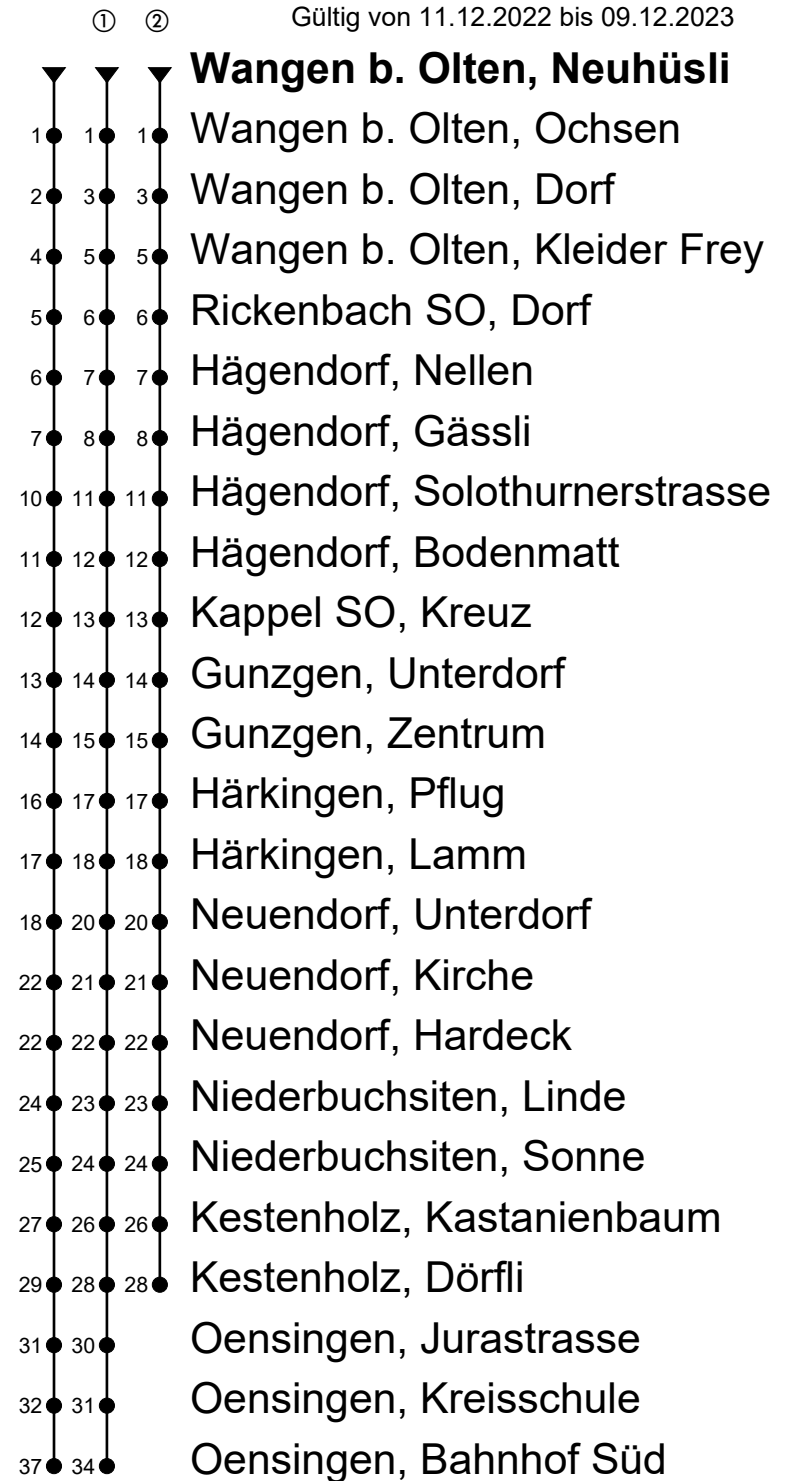 ① ② Gültig von 11.12.2022 bis 09.12.2023
Wangen b. Olten, Neuhüsli
1 1 1 Wangen b. Olten, Ochsen
2 3 3 Wangen b. Olten, Dorf
4 5 5 Wangen b. Olten, Kleider Frey
5 6 6 Rickenbach SO, Dorf
6 7 7 Hägendorf, Nellen
7 8 8 Hägendorf, Gässli
10 11 11 Hägendorf, Solothurnerstrasse
11 12 12 Hägendorf, Bodenmatt
12 13 13 Kappel SO, Kreuz
13 14 14 Gunzgen, Unterdorf
14 15 15 Gunzgen, Zentrum
16 17 17 Härkingen, Pflug
17 18 18 Härkingen, Lamm
18 20 20 Neuendorf, Unterdorf
22 21 21 Neuendorf, Kirche
22 22 22 Neuendorf, Hardeck
24 23 23 Niederbuchsiten, Linde
25 24 24 Niederbuchsiten, Sonne
27 26 26 Kestenholz, Kastanienbaum
29 28 28 Kestenholz, Dörfli
31 30 Oensingen, Jurastrasse
32 31 Oensingen, Kreisschule
37 34 Oensingen, Bahnhof Süd